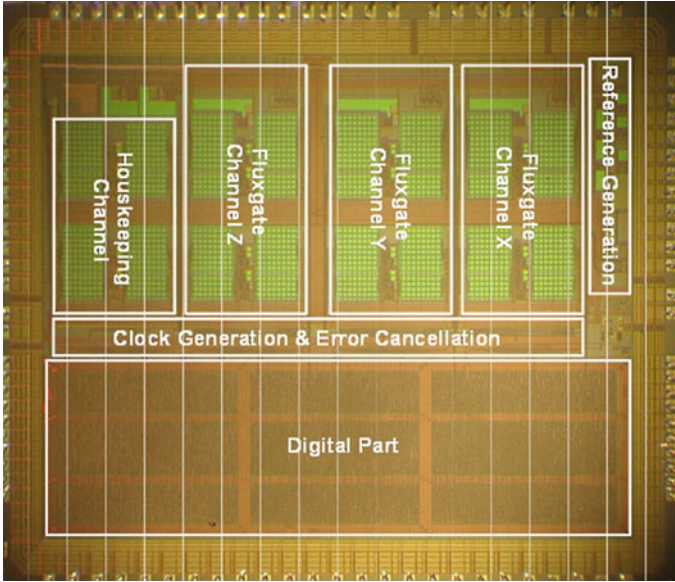 Houskeeping
Channel
Fluxgate
Channel Z
Fluxgate
Channel Y
Fluxgate
Channel X
Reference Generation
Clock Generation & Error Cancellation
Digital Part